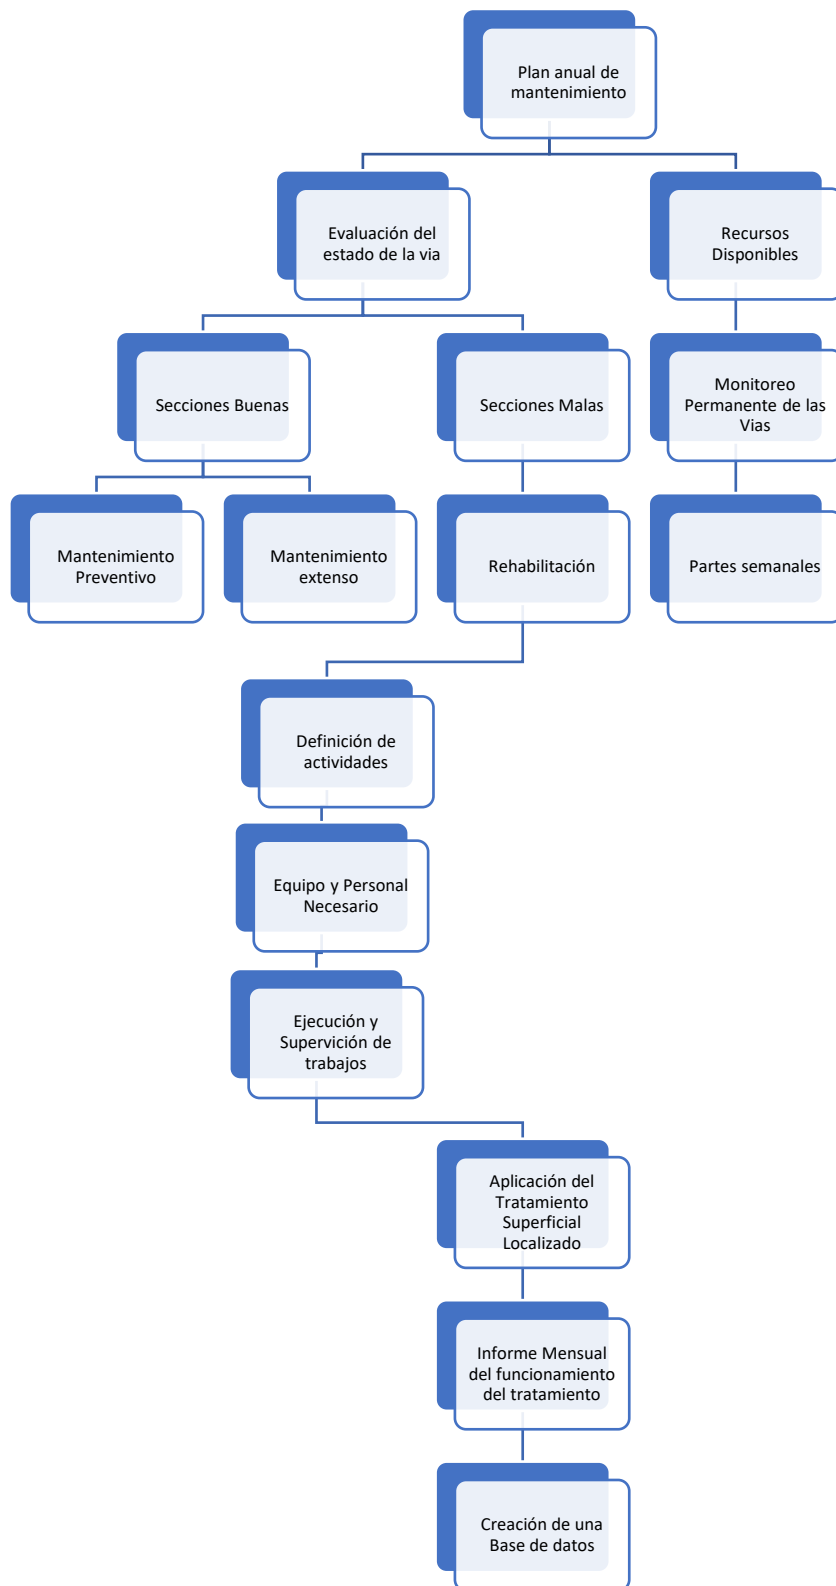 Plan anual de
mantenimiento
Evaluación del
estado de la via
Recursos
Disponibles
Secciones Buenas
Secciones Malas
Monitoreo
Permanente de las
Vias
Mantenimiento
Preventivo
Mantenimiento
extenso
Rehabilitación
Partes semanales
Definición de
actividades
Equipo y Personal
Necesario
Ejecución y
Supervición de
trabajos
Aplicación del
Tratamiento
Superficial
Localizado
Informe Mensual
del funcionamiento
del tratamiento
Creación de una
Base de datos